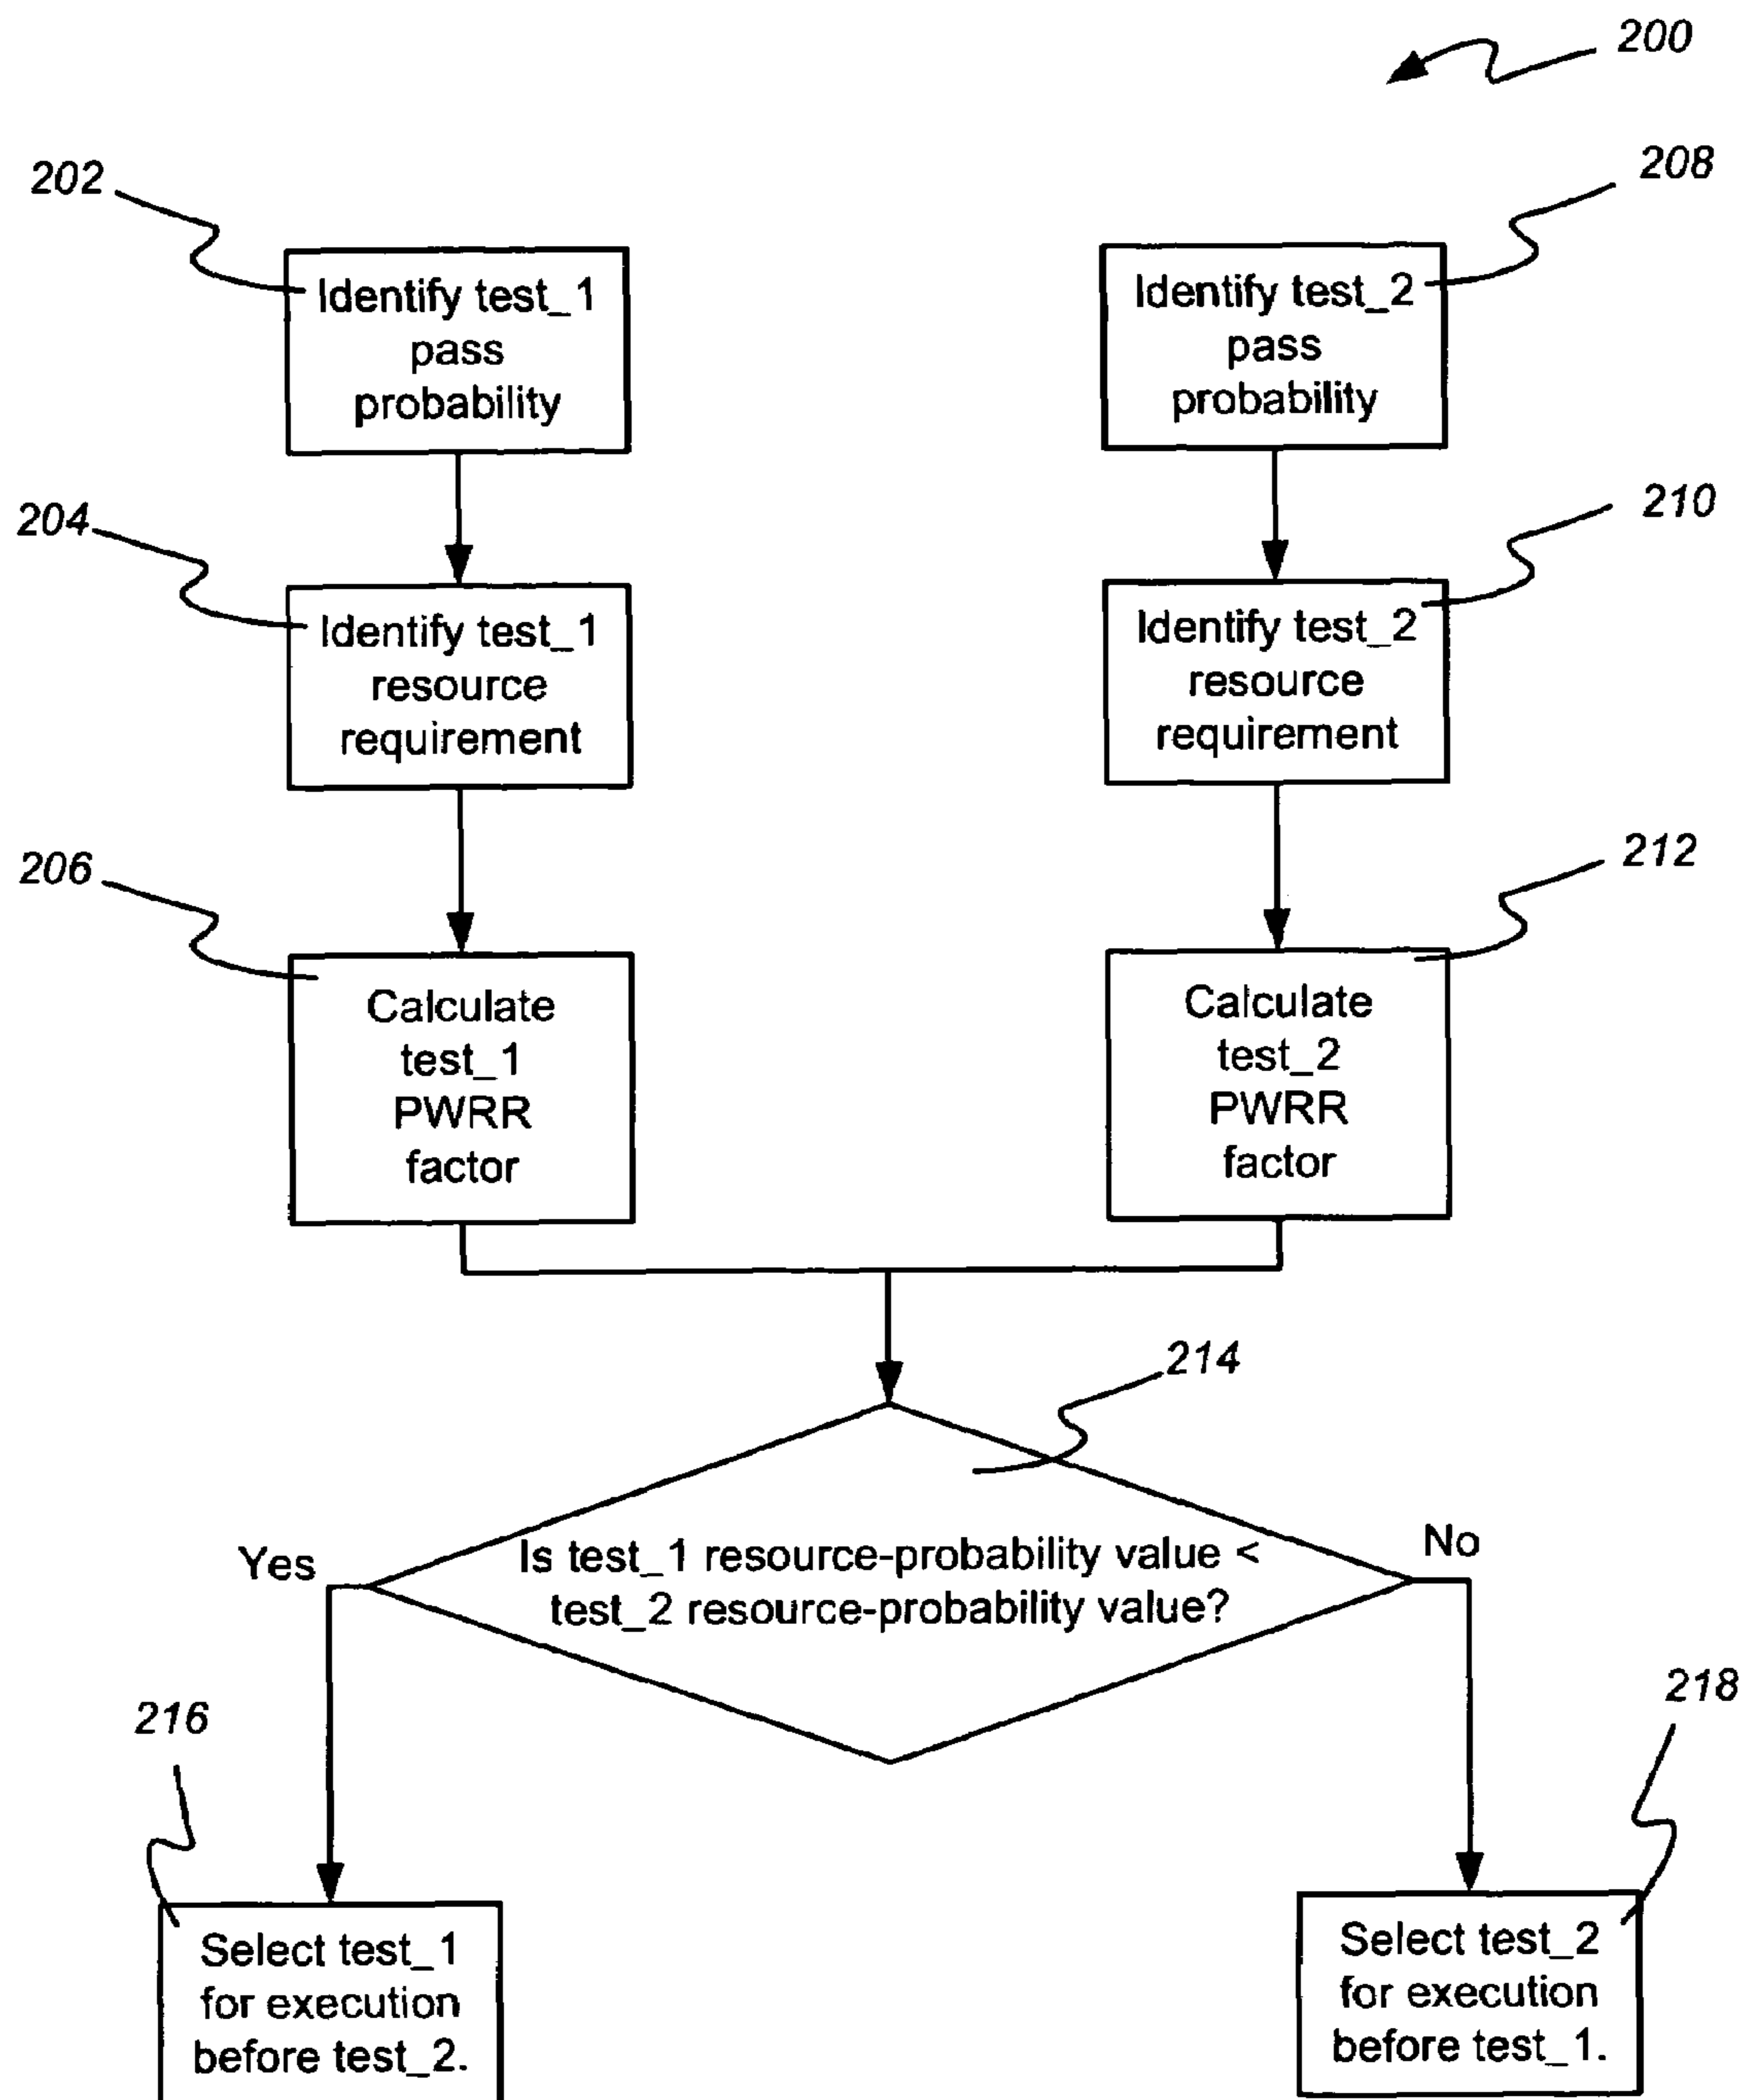 200
202
208
Identify test_1
pass
probability
Identify test_2
pass
probability
204
210
Identify test_1
resource
requirement
Identify test_2
resource
requirement
206
212
Calculate
test_1
PWRR
factor
Calculate
test_2
PWRR
factor
214
Yes
Is test_1 resource-probability value <
test_2 resource-probability value?
No
216
218
Select test_1
for execution
before test_2.
Select test_2
for execution
before test_1.